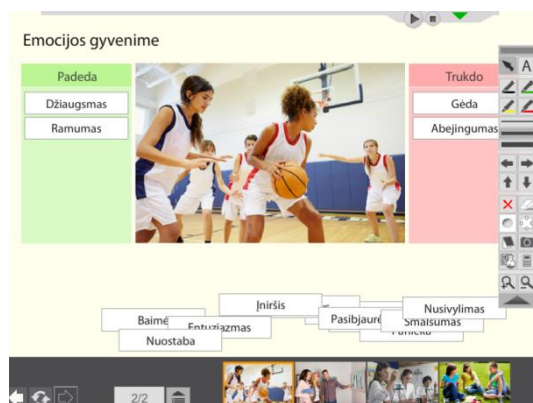 Emocijos gyvenime
Padeda
Trukdo
Džiaugsmas
Gėda
Ramumas
Abejingumas
A
Įniršis
Nusivylimas
Baimė
Pasibjaurė
Smalsumas
Entuziazmas
Nuostaba
2/2